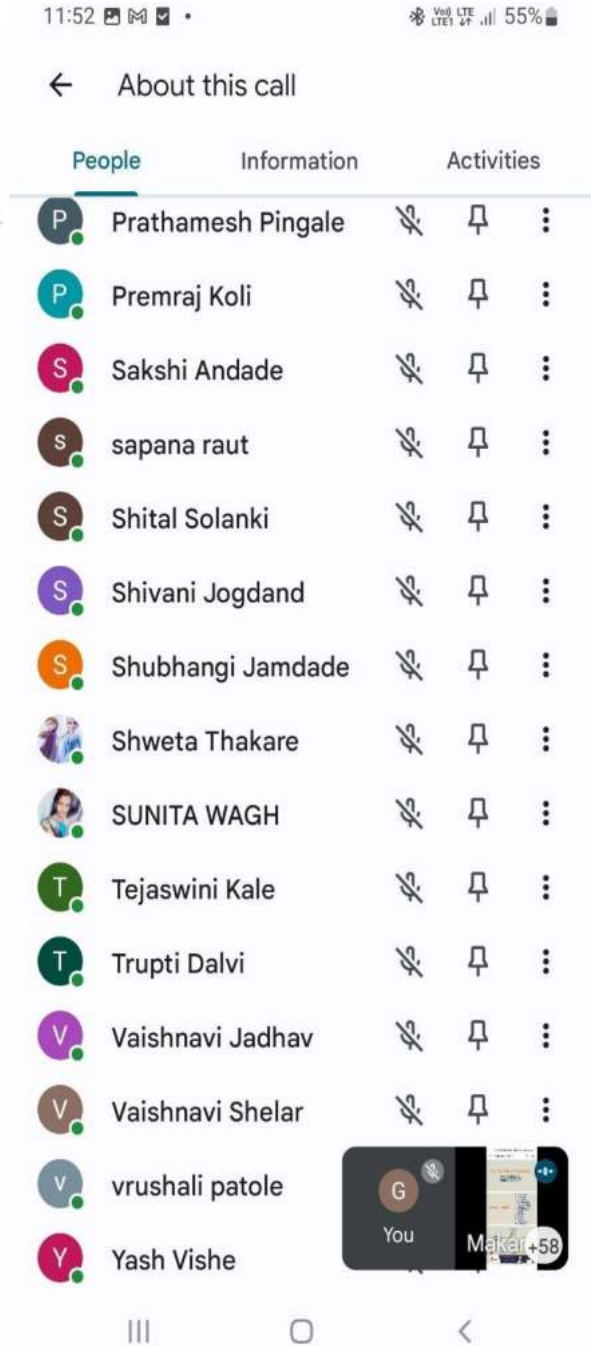 11:52 55%
About this call
People Information Activities
P Prathamesh Pingale
P Premraj Koli
S Sakshi Andade
s sapana raut
S Shital Solanki
S Shivani Jogdand
S Shubhangi Jamdade
Shweta Thakare
SUNITA WAGH
T Tejaswini Kale
T Trupti Dalvi
V Vaishnavi Jadhav
V Vaishnavi Shelar
v vrushali patole
G
You
+58
Y Yash Vishe